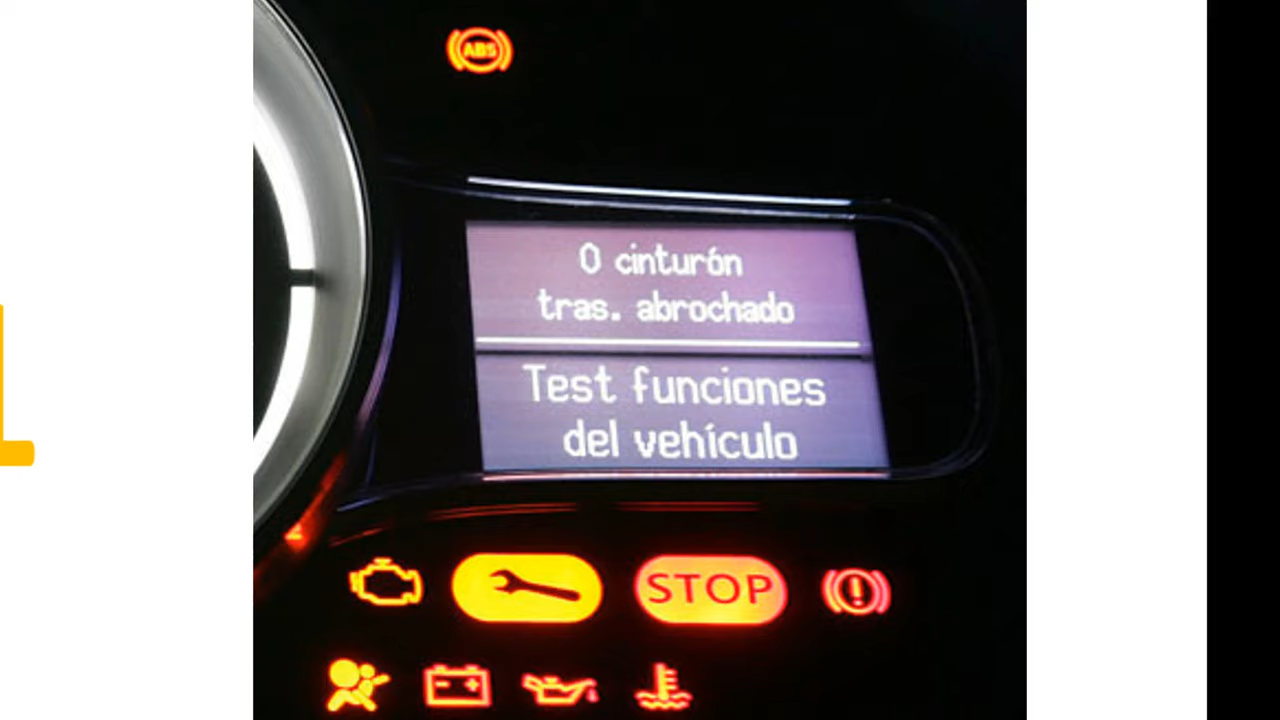 ABS
0 cinturón
tras. abrochado
Test funciones
del vehículo
STOP